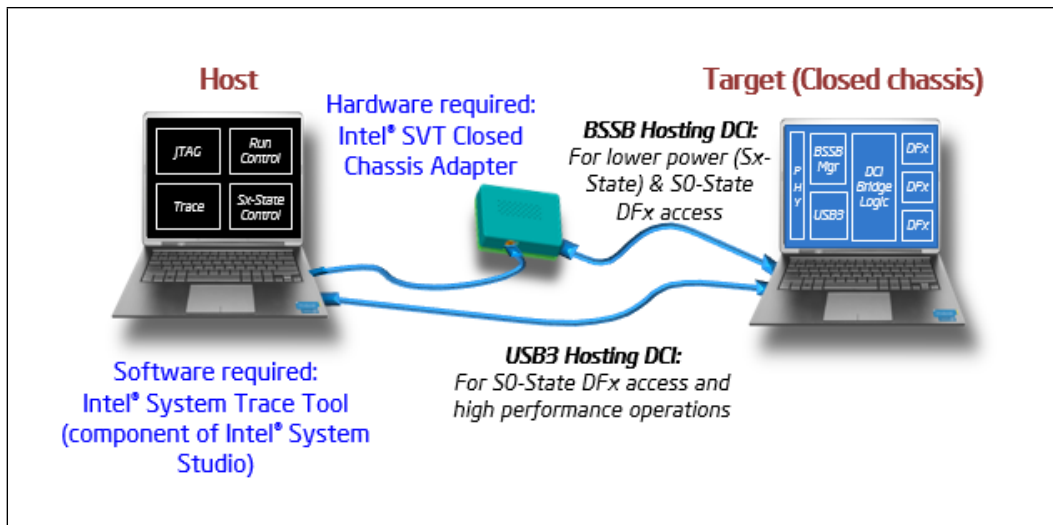 Host
Target (Closed chassis)
Hardware required:
Intel® SVT Closed
Chassis Adapter
BSSB Hosting DCI:
For lower power (Sx-
State) & S0-State
DFx access
JTAG
Run
Control
Trace
Sx-State
Control
P
H
Y
BSSB
Mgr
USB3
DCI
Bridge
Logic
DFx
DFx
DFx
USB3 Hosting DCI:
For S0-State DFx access and
high performance operations
Software required:
Intel® System Trace Tool
(component of Intel® System
Studio)